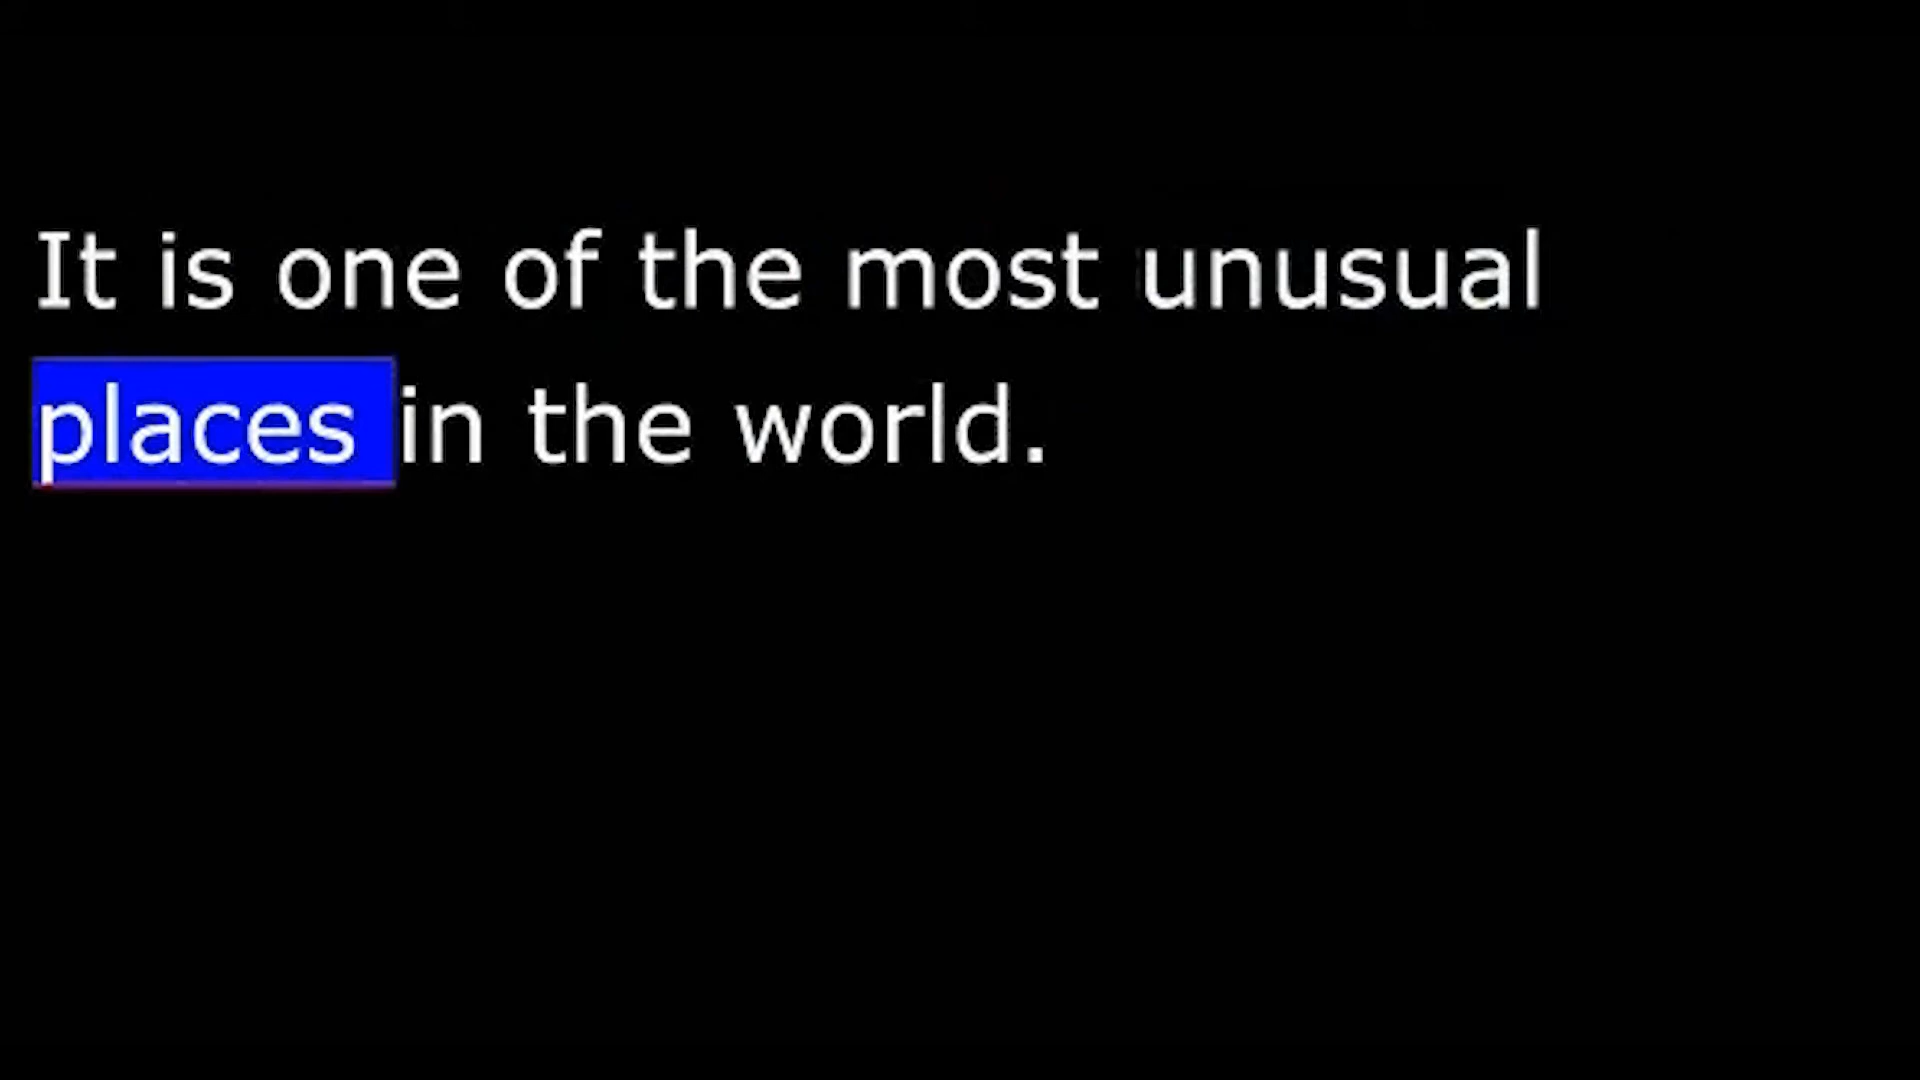 It is one of the most unusual
places in the world.